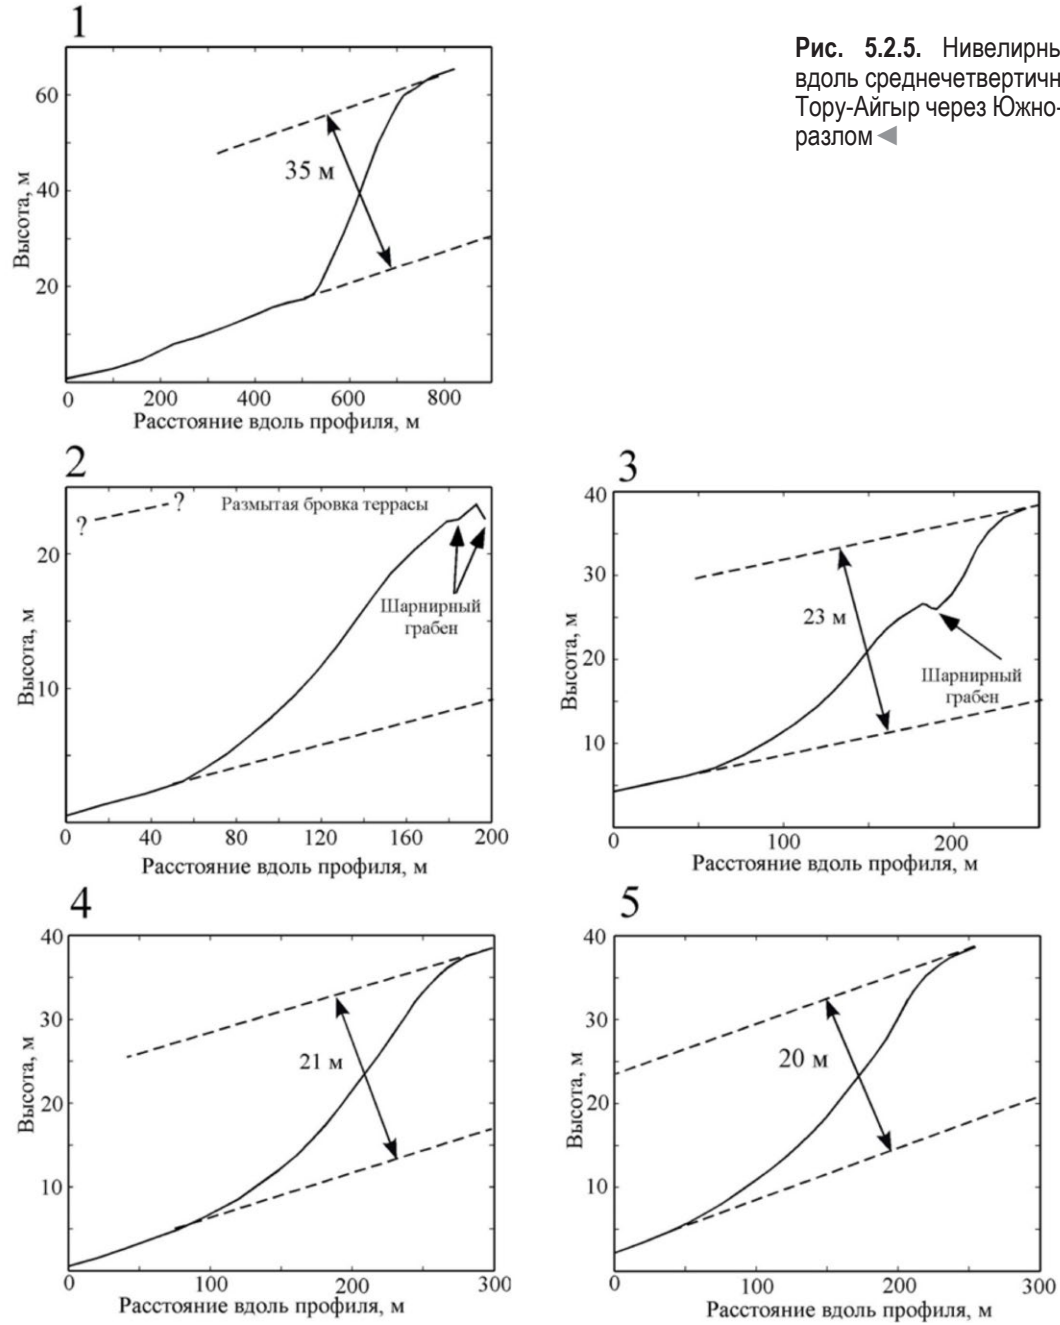 1
Рис. 5.2.5. Нивелирны
вдоль среднечетвертичн
Тору-Айгыр через Южно-
разлом
60
40
20
Высота, м
35 м
0 200 400 600 800
Расстояние вдоль профиля, м
2
? ? Размытая бровка террасы
20
10
Высота, м
Шарнирный
грабен
0 40 80 120 160 200
Расстояние вдоль профиля, м
3
40
30
20
10
Высота, м
23 м
Шарнирный
грабен
0 100 200
Расстояние вдоль профиля, м
4
40
30
20
10
Высота, м
21 м
0 100 200 300
Расстояние вдоль профиля, м
5
40
30
20
10
Высота, м
20 м
0 100 200 300
Расстояние вдоль профиля, м